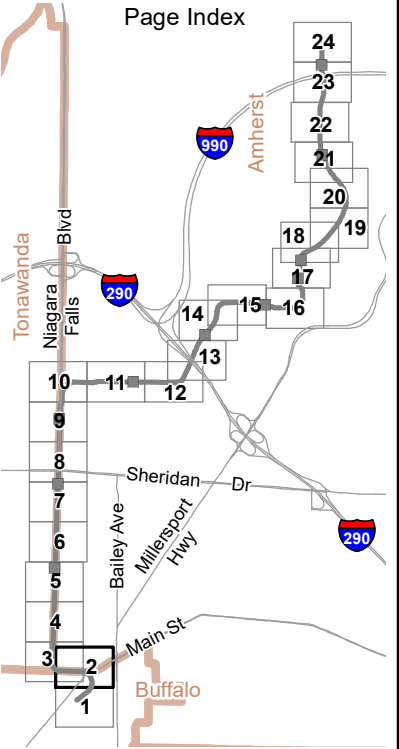 Page Index
24
23
990
22
Amherst
21
20
19
18
17
16
15
14
13
290
Tonawanda
Niagara
Falls
Blvd
10
11
12
9
8
Sheridan Dr
7
Bailey Ave
Millersport
Hwy
6
290
5
4
Main St
3
2
Buffalo
1